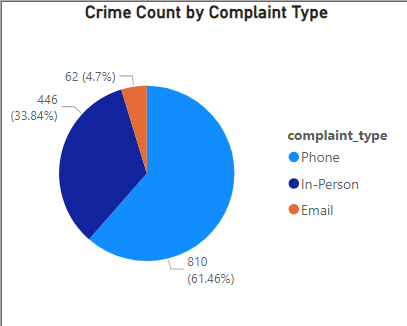 Crime Count by Complaint Type
62 (4.7%)
446
(33.84%)
complaint_type
Phone
In-Person
Email
810
(61.46%)